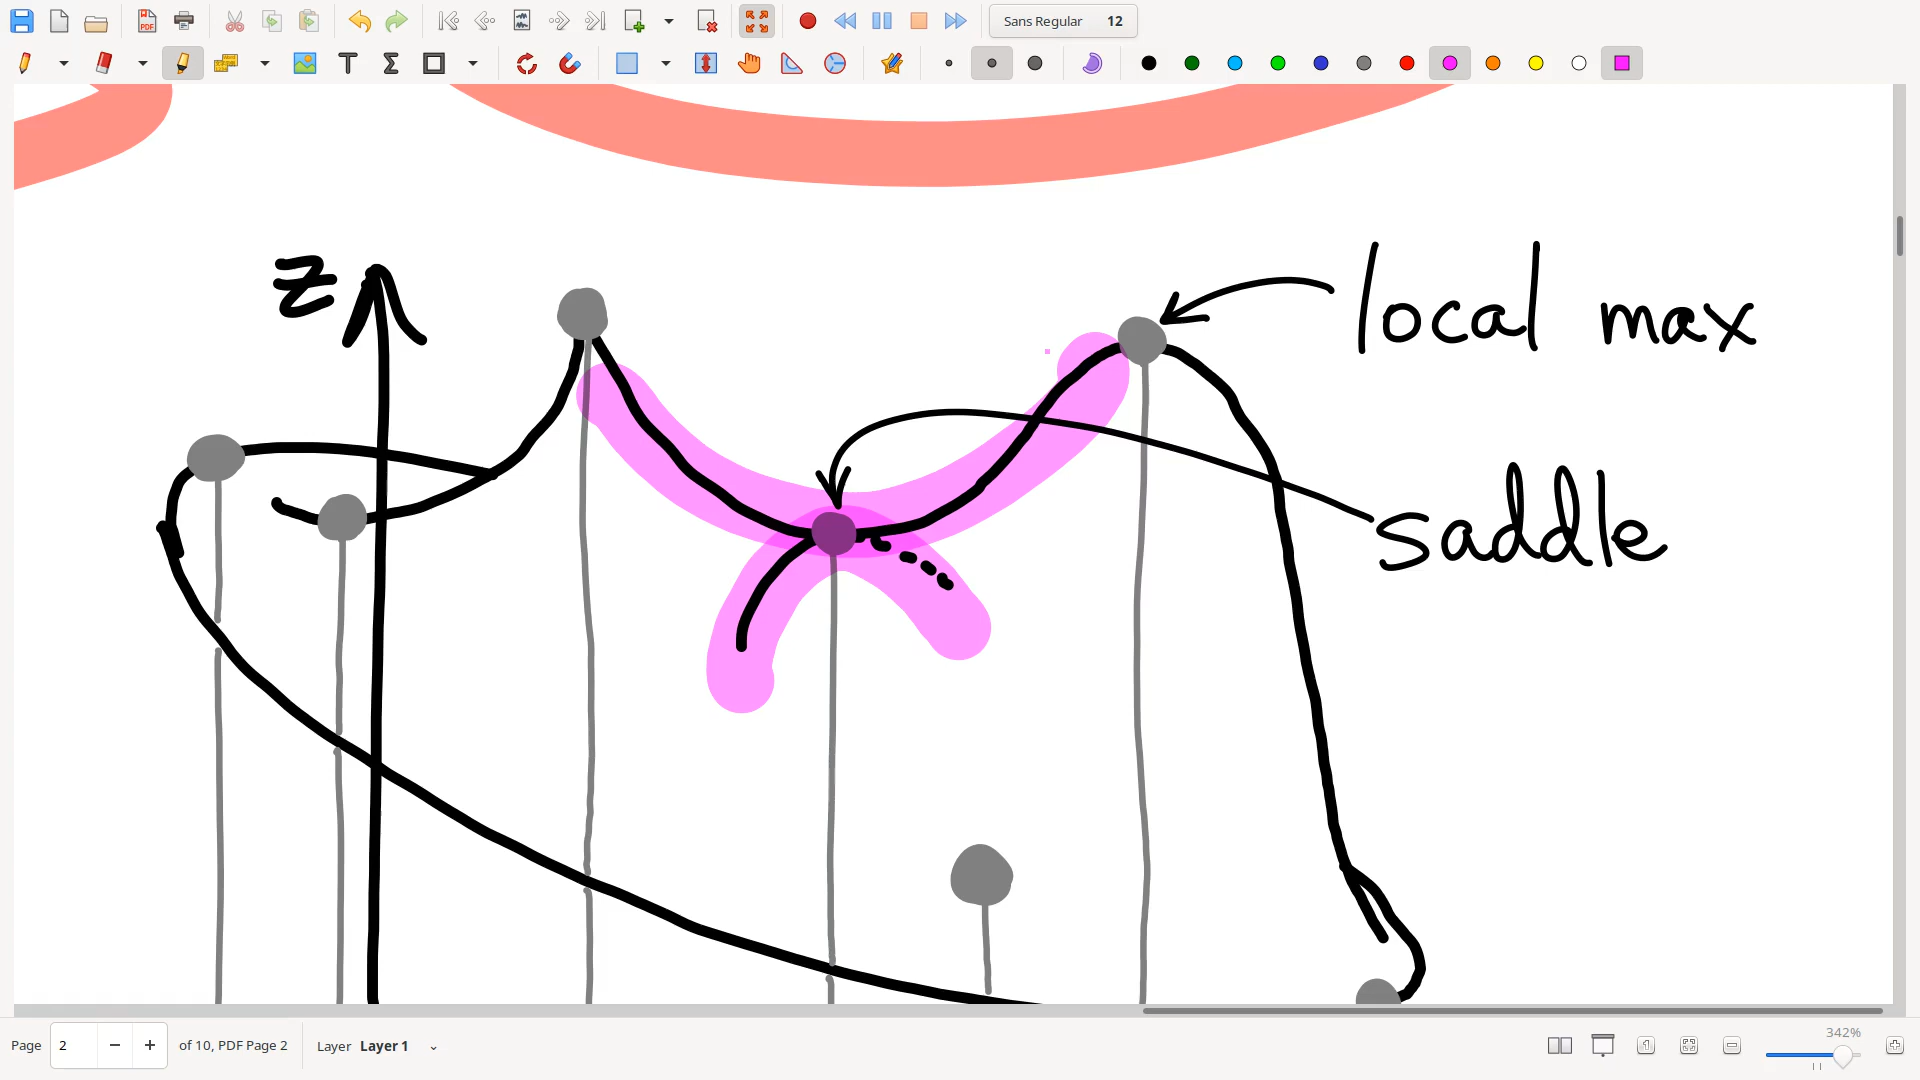 Sans Regular 12
z
local max
saddle
Page 2 of 10, PDF Page 2 Layer Layer 1
342%